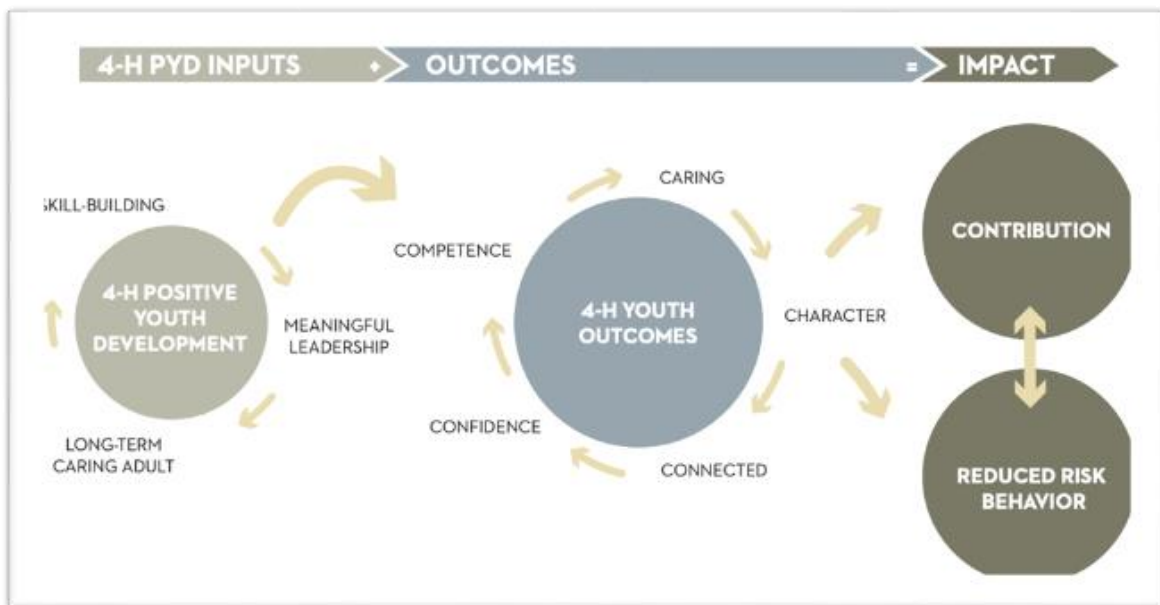 4-H PYD INPUTS + OUTCOMES = IMPACT
SKILL-BUILDING
4-H POSITIVE
YOUTH
DEVELOPMENT
MEANINGFUL
LEADERSHIP
LONG-TERM
CARING ADULT
COMPETENCE
CARING
4-H YOUTH
OUTCOMES
CHARACTER
CONFIDENCE
CONNECTED
CONTRIBUTION
REDUCED RISK
BEHAVIOR